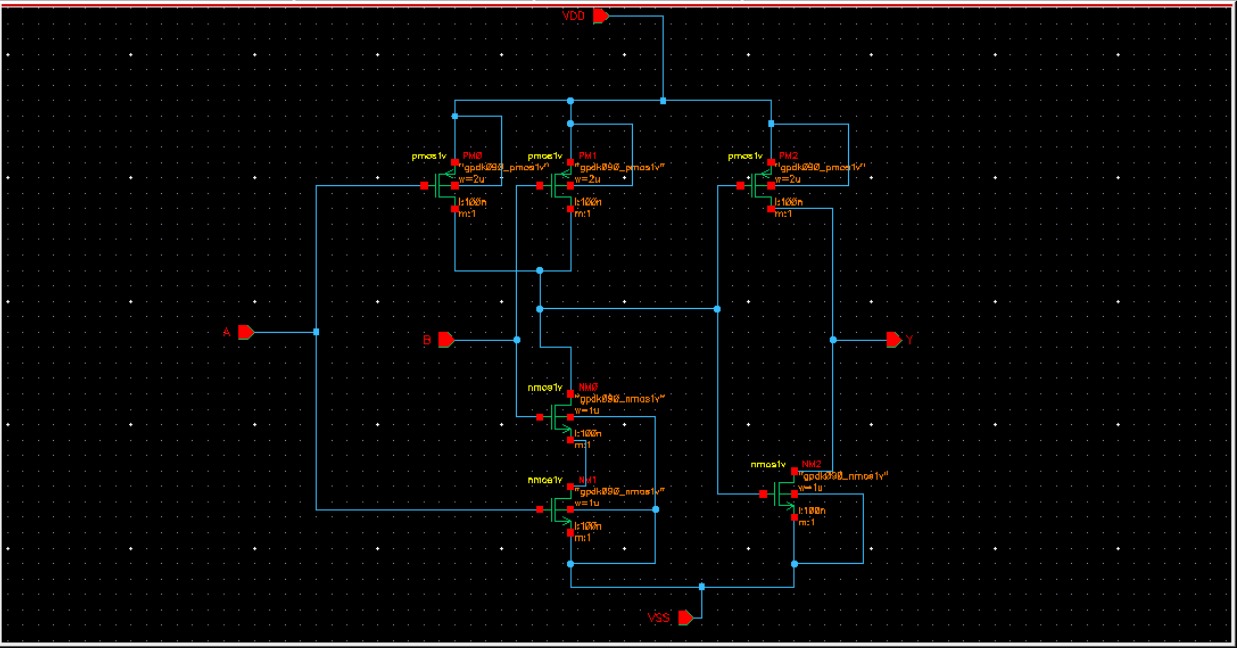 VDD
pmos1v PM0
"gpdk090_pmos1v"
w=2u
l:100n
m:1
pmos1v PM1
"gpdk090_pmos1v"
w=2u
l:100n
m:1
pmos1v PM2
"gpdk090_pmos1v"
w=2u
l:100n
m:1
A
B
Y
nmos1v NM0
"gpdk090_nmos1v"
w=1u
l:100n
m:1
nmos1v NM1
"gpdk090_nmos1v"
w=1u
l:100n
m:1
nmos1v NM2
"gpdk090_nmos1v"
w=1u
l:100n
m:1
VSS